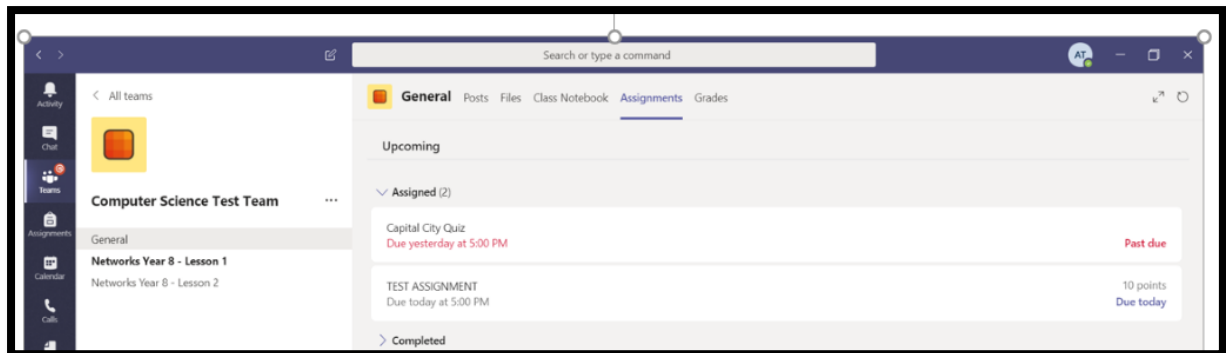 Search or type a command
AT
Activity
Chat
Teams
Assignments
Calendar
Calls
All teams
Computer Science Test Team
General
Networks Year 8 - Lesson 1
Networks Year 8 - Lesson 2
General Posts Files Class Notebook Assignments Grades
Upcoming
Assigned (2)
Capital City Quiz
Due yesterday at 5:00 PM
Past due
TEST ASSIGNMENT
10 points
Due today at 5:00 PM
Due today
Completed